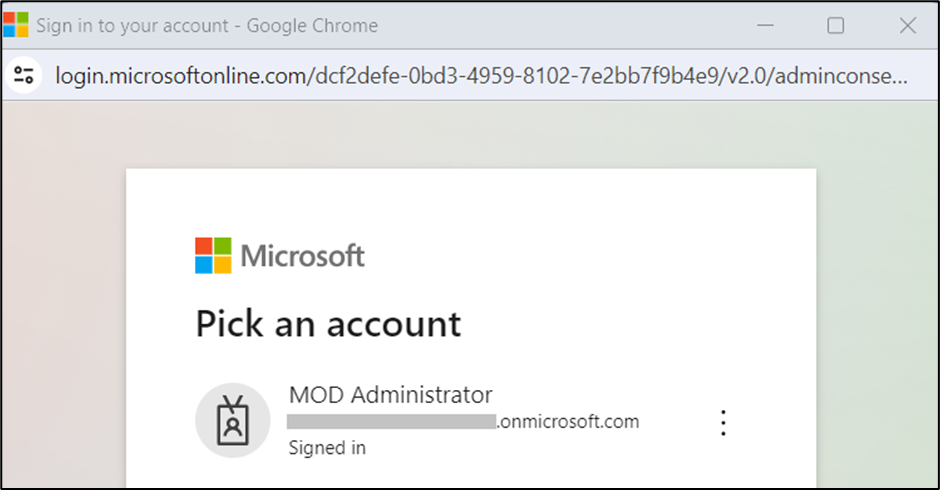 Sign in to your account - Google Chrome
login.microsoftonline.com/dcf2defe-0bd3-4959-8102-7e2bb7f9b4e9/v2.0/adminconse...
Microsoft
Pick an account
MOD Administrator
.onmicrosoft.com
Signed in